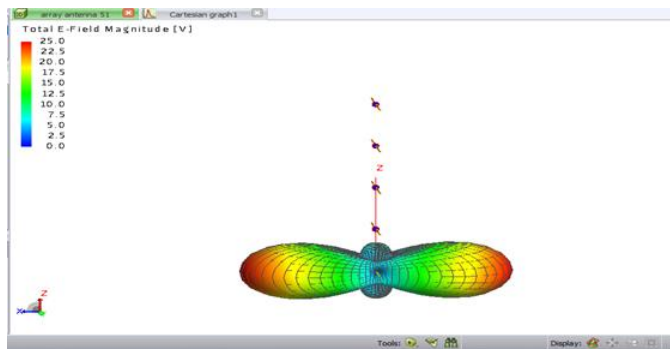 array antenna 51
Cartesian graph1
Total E-Field Magnitude [V]
25.0
22.5
20.0
17.5
15.0
12.5
10.0
7.5
5.0
2.5
0.0
Z
Z
X
Tools:
Display: